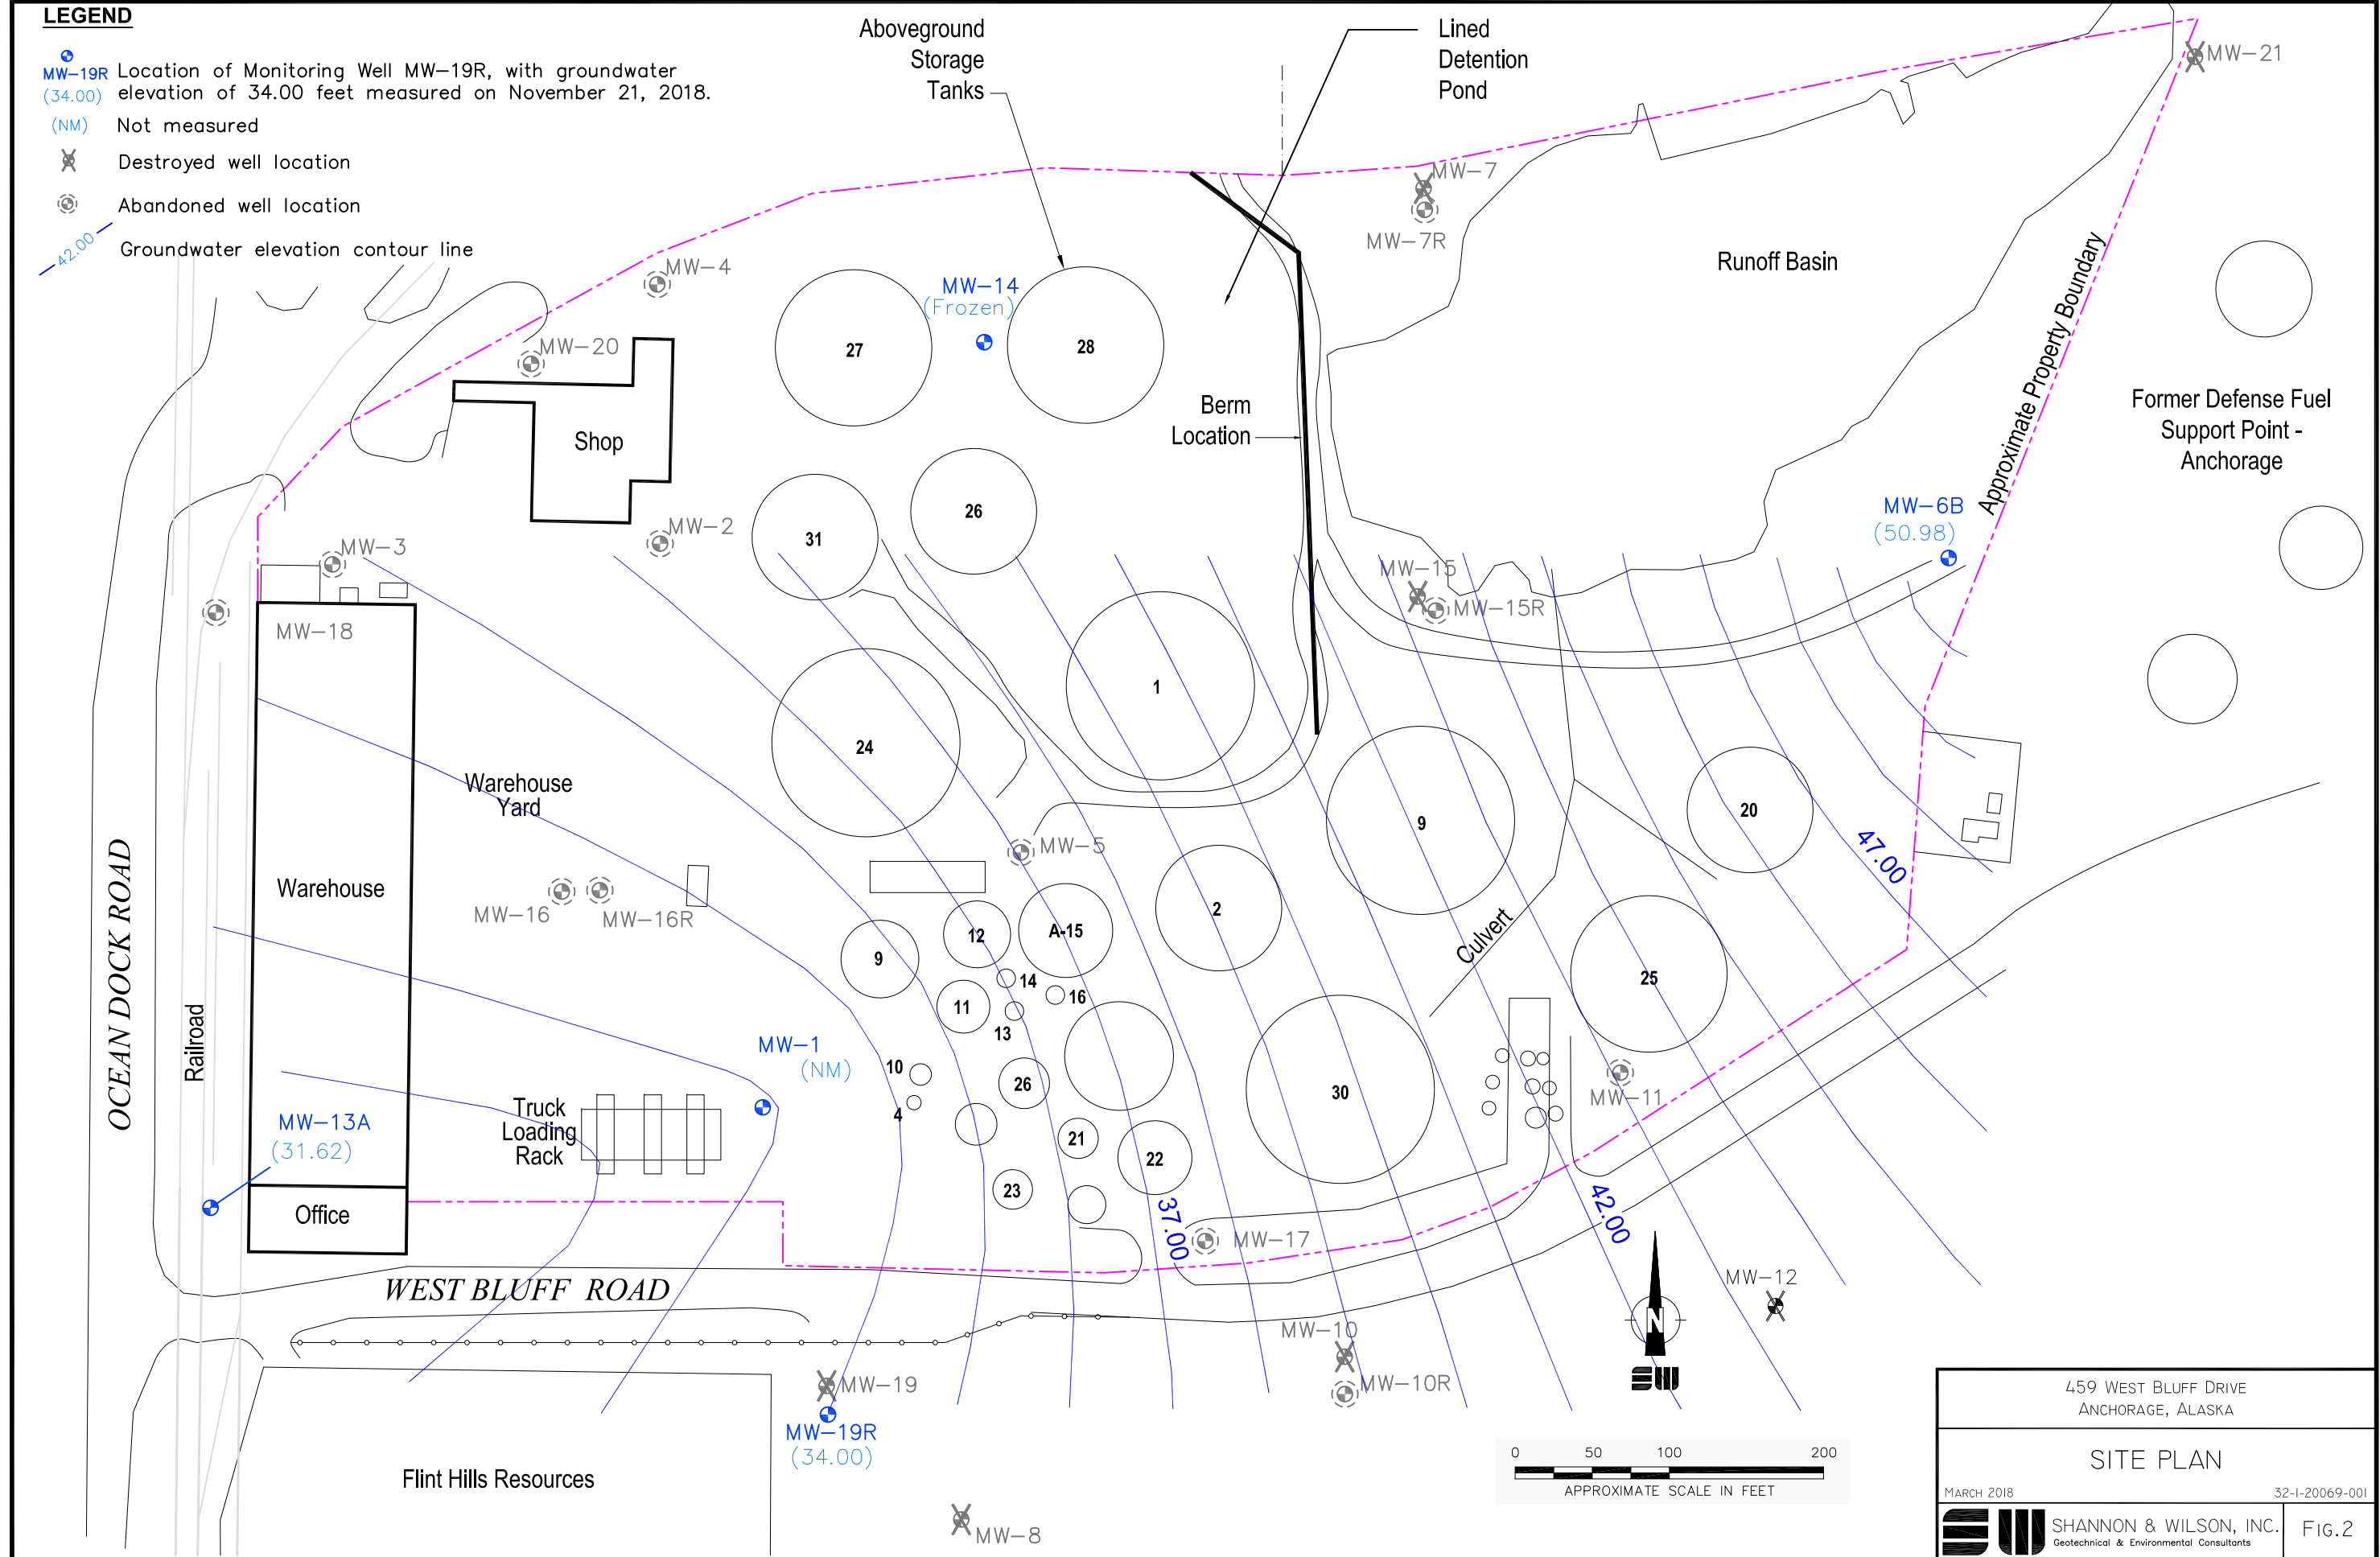 LEGEND
MW-19R
(34.00)
Location of Monitoring Well MW-19R, with groundwater
elevation of 34.00 feet measured on November 21, 2018.
(NM)
Not measured
Destroyed well location
Abandoned well location
42.00
Groundwater elevation contour line
Aboveground
Storage
Tanks
Lined
Detention
Pond
MW-21
MW-7
MW-7R
Runoff Basin
Approximate Property Boundary
MW-4
MW-14
(Frozen)
MW-20
27
28
Shop
Berm
Location
Former Defense Fuel
Support Point -
Anchorage
31
26
MW-2
MW-3
MW-6B
(50.98)
MW-15
MW-15R
MW-18
1
24
Warehouse
Yard
9
20
47.00
MW-5
OCEAN DOCK ROAD
Warehouse
MW-16
MW-16R
9
12
A-15
2
Culvert
25
14
16
11
13
Railroad
MW-1
(NM)
10
26
4
30
MW-11
Truck
Loading
Rack
MW-13A
(31.62)
21
22
23
37.00
42.00
Office
MW-17
WEST BLUFF ROAD
MW-12
N
MW-10
MW-10R
MW-19
MW-19R
(34.00)
Flint Hills Resources
MW-8
0 50 100 200
APPROXIMATE SCALE IN FEET
459 WEST BLUFF DRIVE
ANCHORAGE, ALASKA
SITE PLAN
MARCH 2018
32-1-20069-001
SHANNON & WILSON, INC.
Geotechnical & Environmental Consultants
FIG.2